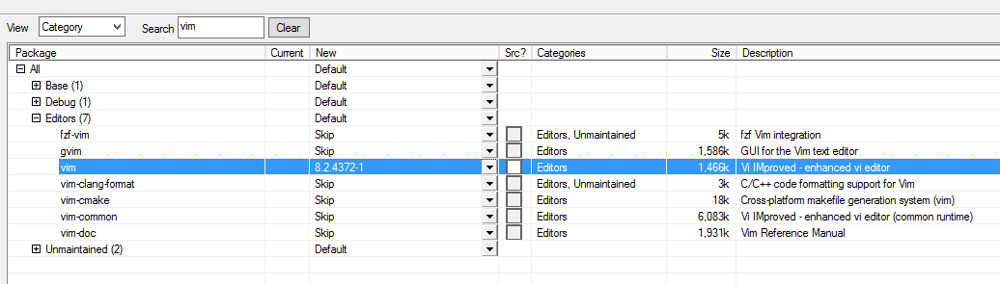 View Category Search vim Clear
Package Current New Src? Categories Size Description
All Default
Base (1) Default
Debug (1) Default
Editors (7) Default
fzf-vim Skip Editors, Unmaintained 5k fzf Vim integration
gvim Skip Editors 1,586k GUI for the Vim text editor
vim 8.2.4372-1 Editors 1,466k Vi IMproved - enhanced vi editor
vim-clang-format Skip Editors, Unmaintained 3k C/C++ code formatting support for Vim
vim-cmake Skip Editors 18k Cross-platform makefile generation system (vim)
vim-common Skip Editors 6,083k Vi IMproved - enhanced vi editor (common runtime)
vim-doc Skip Editors 1,931k Vim Reference Manual
Unmaintained (2) Default